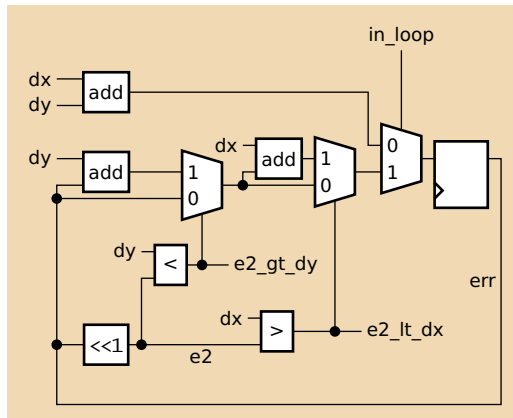 in_loop
dx
dy
add
0
1
dy
add
1
0
dx
add
1
0
dy
<
e2_gt_dy
err
dx
>
e2_lt_dx
<<1
e2